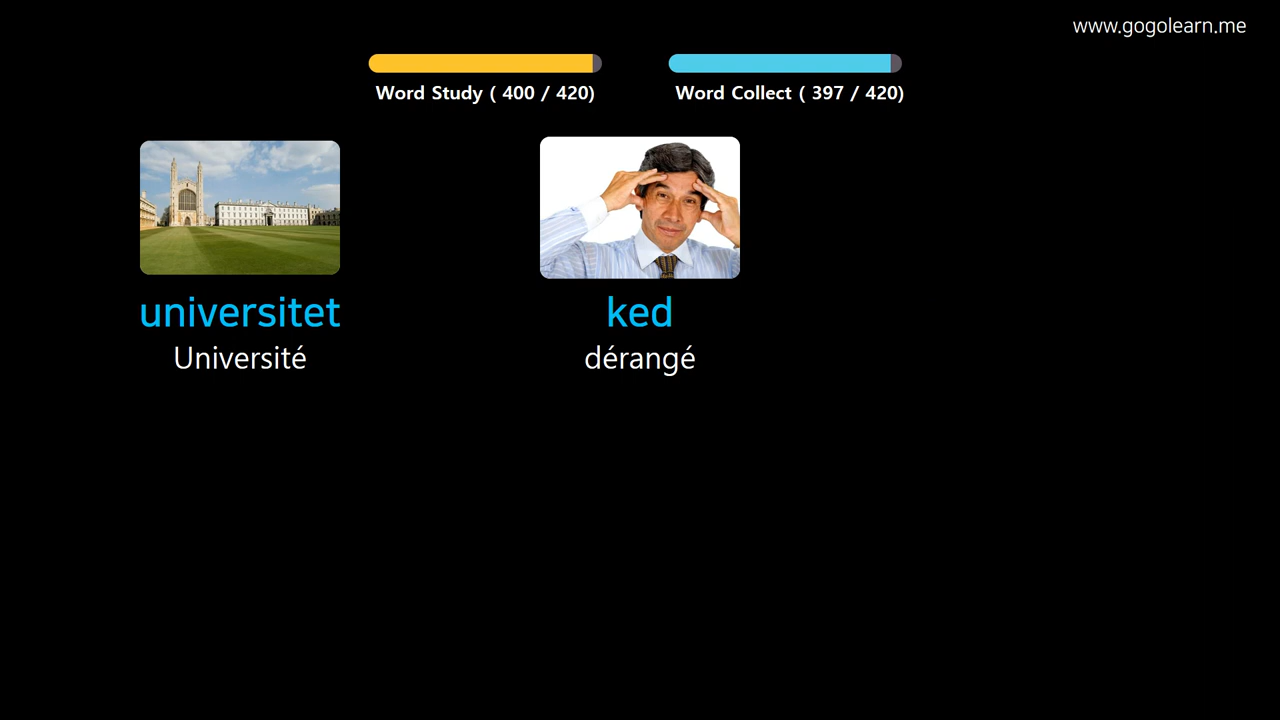 www.gogolearn.me
Word Study ( 400 / 420)
Word Collect ( 397 / 420)
universitet
Université
ked
dérangé